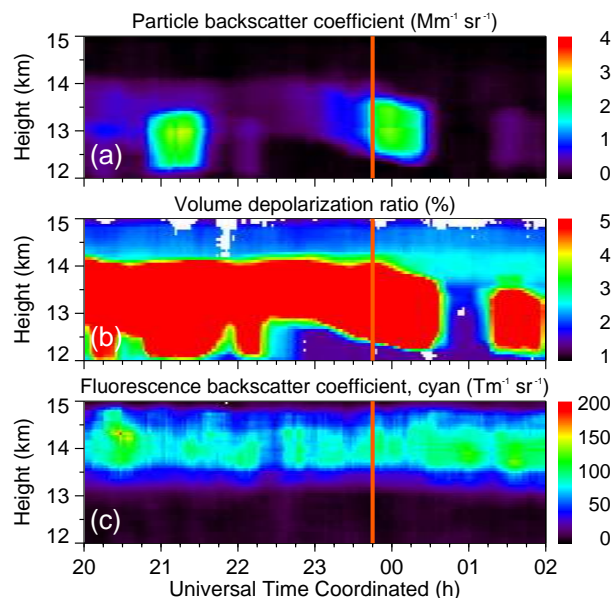 Particle backscatter coefficient (Mm⁻¹ sr⁻¹)
15
14
13
12
Height (km)
(a)
4
3
2
1
0
Volume depolarization ratio (%)
15
14
13
12
Height (km)
(b)
5
4
3
2
1
Fluorescence backscatter coefficient, cyan (Tm⁻¹ sr⁻¹)
15
14
13
12
Height (km)
(c)
200
150
100
50
0
20 21 22 23 00 01 02
Universal Time Coordinated (h)